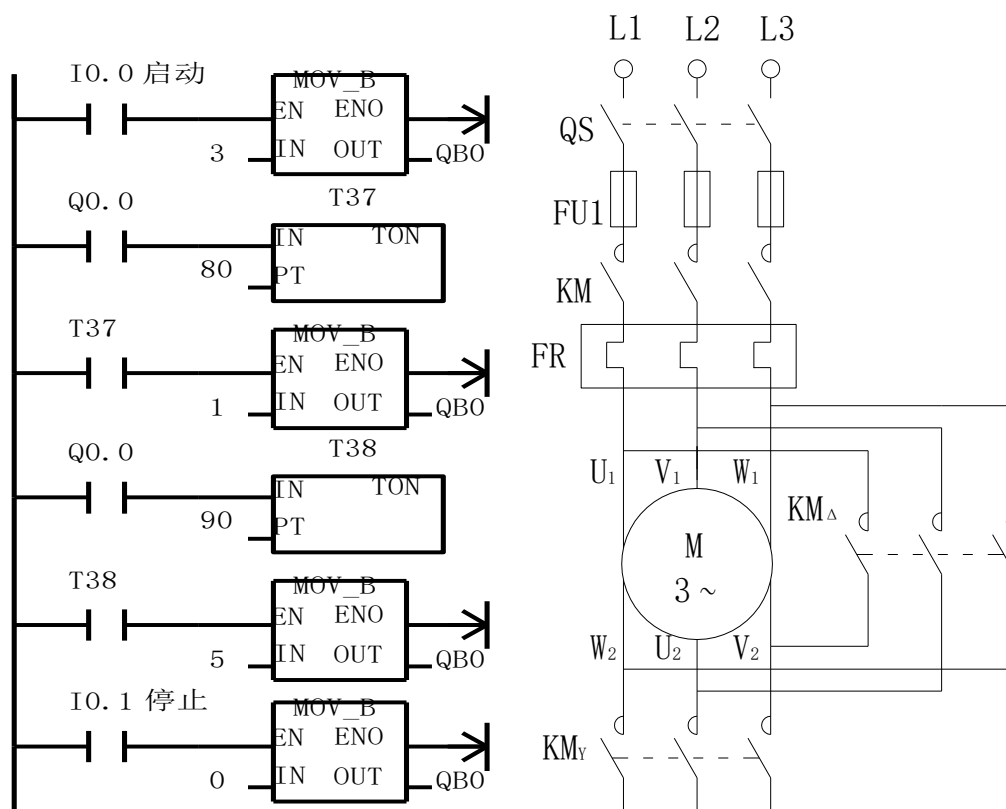 I0.0 启动
MOV_B
EN ENO
3 IN OUT QB0
Q0.0 T37
IN TON
80 PT
T37
MOV_B
EN ENO
1 IN OUT QB0
Q0.0 T38
IN TON
90 PT
T38
MOV_B
EN ENO
5 IN OUT QB0
I0.1 停止
MOV_B
EN ENO
0 IN OUT QB0
L1 L2 L3
QS
FU1
KM
FR
U1 V1 W1
KM△
M
3~
W2 U2 V2
KMY